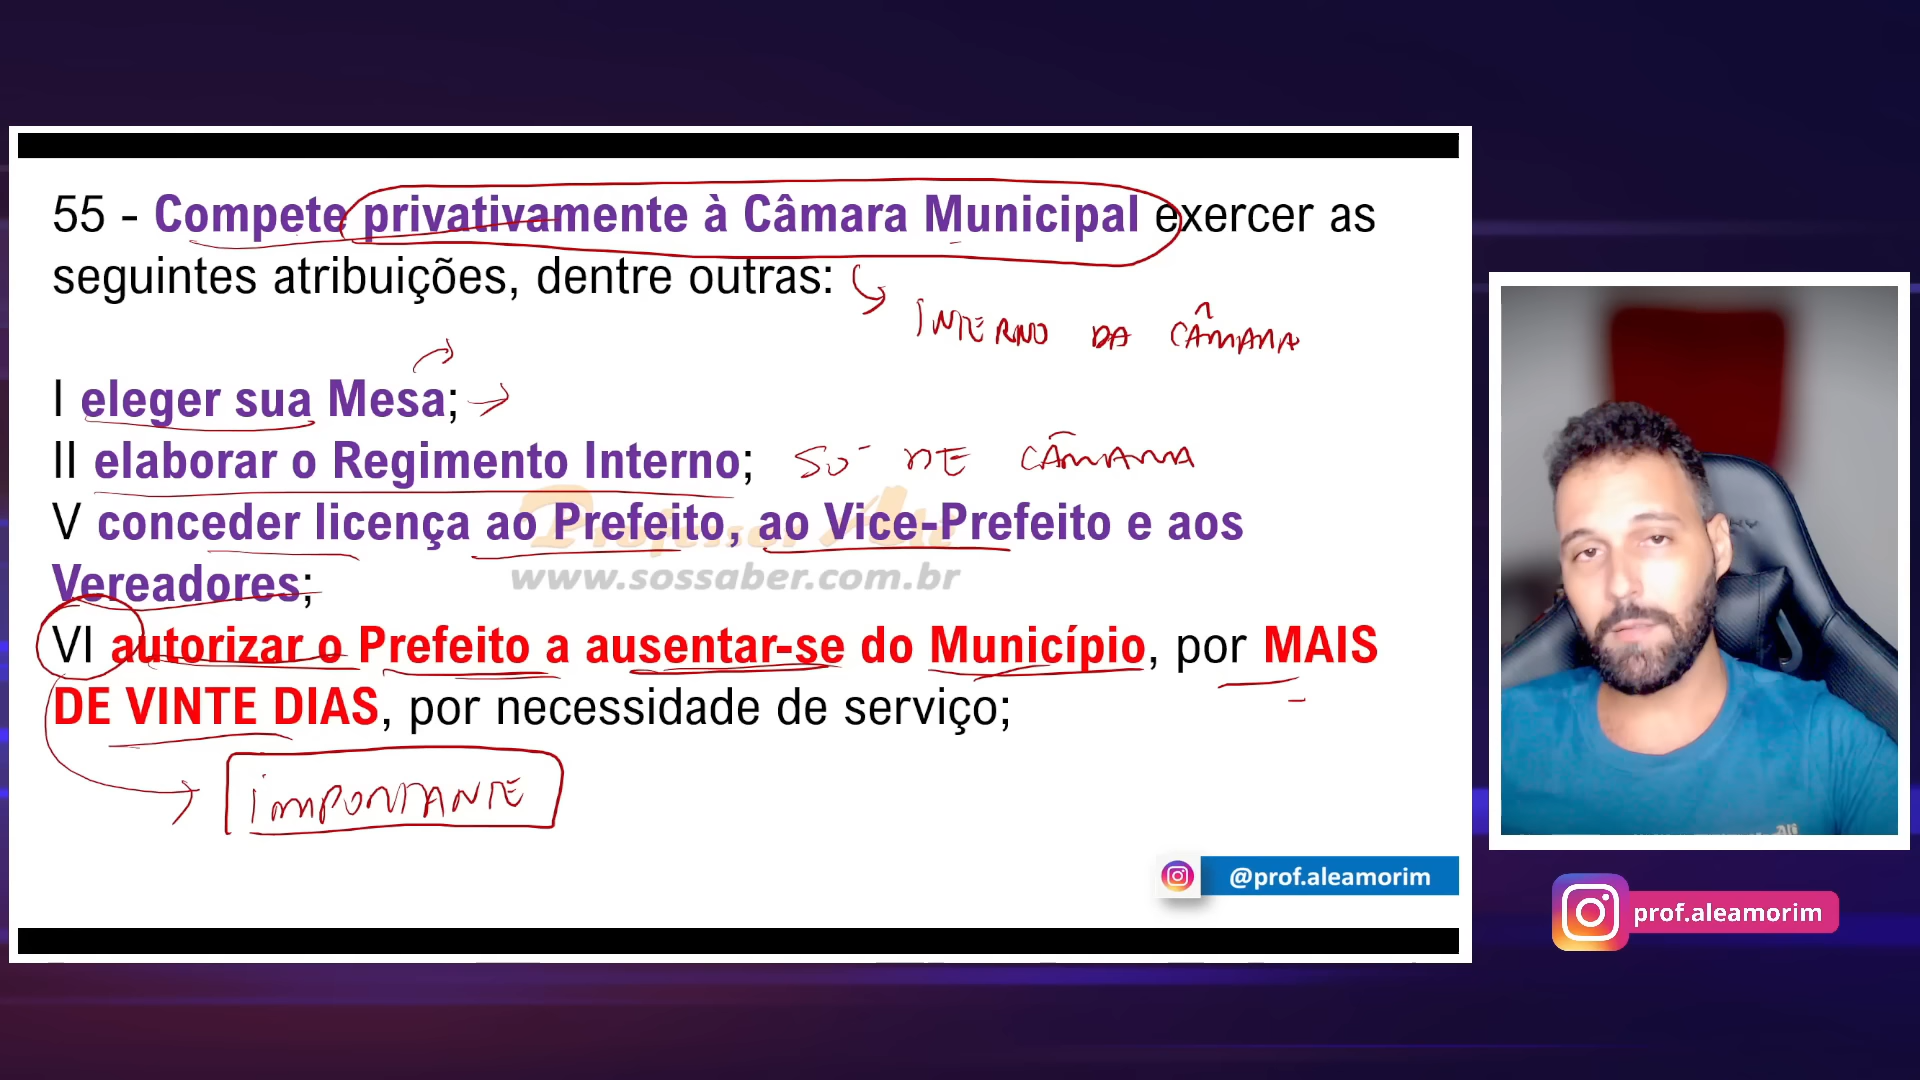 55 - Compete privativamente à Câmara Municipal exercer as
seguintes atribuições, dentre outras:
INTERNO DA CÂMARA
I eleger sua Mesa;
II elaborar o Regimento Interno; SÓ DE CÂMARA
V conceder licença ao Prefeito, ao Vice-Prefeito e aos
Vereadores;
Professor Ale
www.sossaber.com.br
VI autorizar o Prefeito a ausentar-se do Município, por MAIS
DE VINTE DIAS, por necessidade de serviço;
IMPORTANTE
@prof.aleamorim
prof.aleamorim